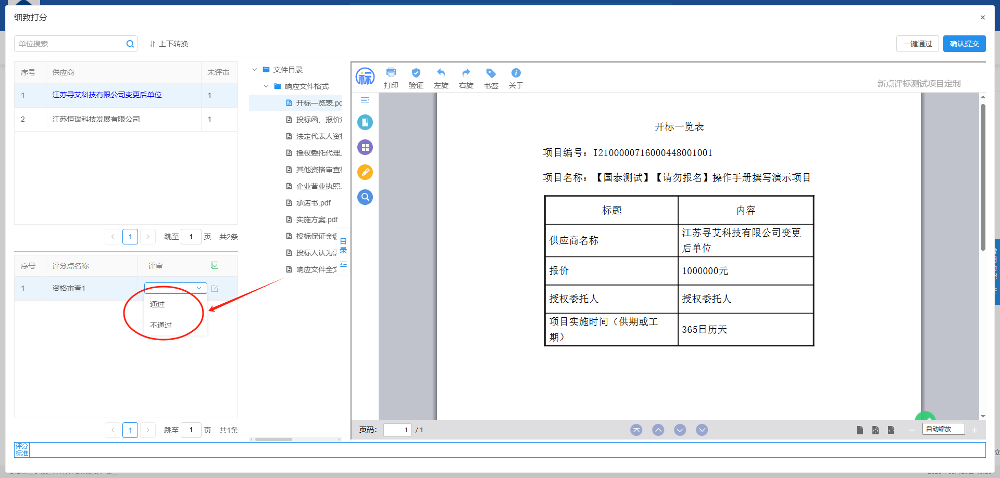 细致打分
×
单位搜索
上下转换
一键通过
确认提交
序号 供应商 未评审
1 江苏寻艾科技有限公司变更后单位 1
2 江苏恒瑞科技发展有限公司 1
1 跳至 1 页 共2条
序号 评分点名称 评审
1 资格审查1
通过
不通过
1 跳至 1 页 共1条
评分
标准
文件目录
响应文件格式
开标一览表.pd
投标函、报价
法定代表人资
授权委托代理
其他资格审查
企业营业执照
承诺书.pdf
实施方案.pdf
投标保证金
投标人认为
响应文件全文
目
录
标
打印 验证 左旋 右旋 书签 关于
新点评标测试项目定制
开标一览表
项目编号：I2100000716000448001001
项目名称：【国泰测试】【请勿报名】操作手册撰写演示项目
标题 内容
供应商名称 江苏寻艾科技有限公司变更
后单位
报价 1000000元
授权委托人 授权委托人
项目实施时间（供期或工
期） 365日历天
页码： 1 / 1
自动缩放